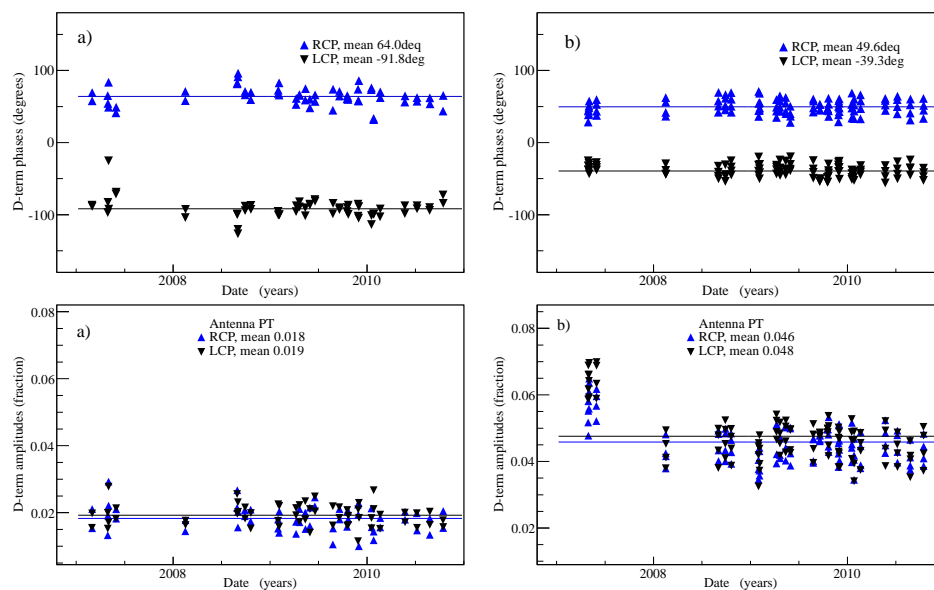 a)
RCP, mean 64.0deq
LCP, mean -91.8deg
100
0
-100
D-term phases (degrees)
2008
2010
Date (years)
b)
RCP, mean 49.6deq
LCP, mean -39.3deg
100
0
-100
D-term phases (degrees)
2008
2010
Date (years)
0.08
a)
Antenna PT
RCP, mean 0.018
LCP, mean 0.019
0.06
0.04
0.02
D-term amplitudes (fraction)
2008
2010
Date (years)
0.08
b)
Antenna PT
RCP, mean 0.046
LCP, mean 0.048
0.06
0.04
0.02
D-term amplitudes (fraction)
2008
2010
Date (years)